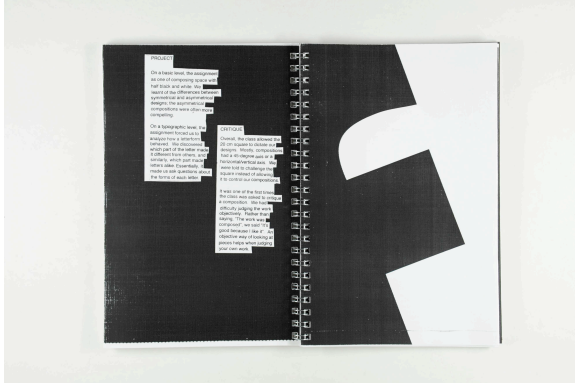 PROJECT
On a basic level, the assignment
was one of composing space with
half black and white. We
learnt of the differences between
symmetrical and asymmetrical
designs; the asymmetrical
compositions were often more
compelling.
On a typographic level, the
assignment forced us to
analyze how a letterform
behaved. We discovered
which part of the letter made
it different from others, and
similarly, which part made
letters alike. Essentially, it
made us ask questions about
the form of each letter.
CRITIQUE
Overall, the class allowed the
20 cm square to dictate our
designs. Mostly, compositions
had a 90 degree axis or a
horizontal/vertical axis. We
were told to challenge the
square instead of allowing
it to control our compositions.
It was one of the first times
the class was asked to critique
a composition. We had
difficulty judging the work
objectively. Rather than
saying, "The work was
composed", we said "It's
good because I like it". An
objective way of looking at
pieces helps when judging
your own work.